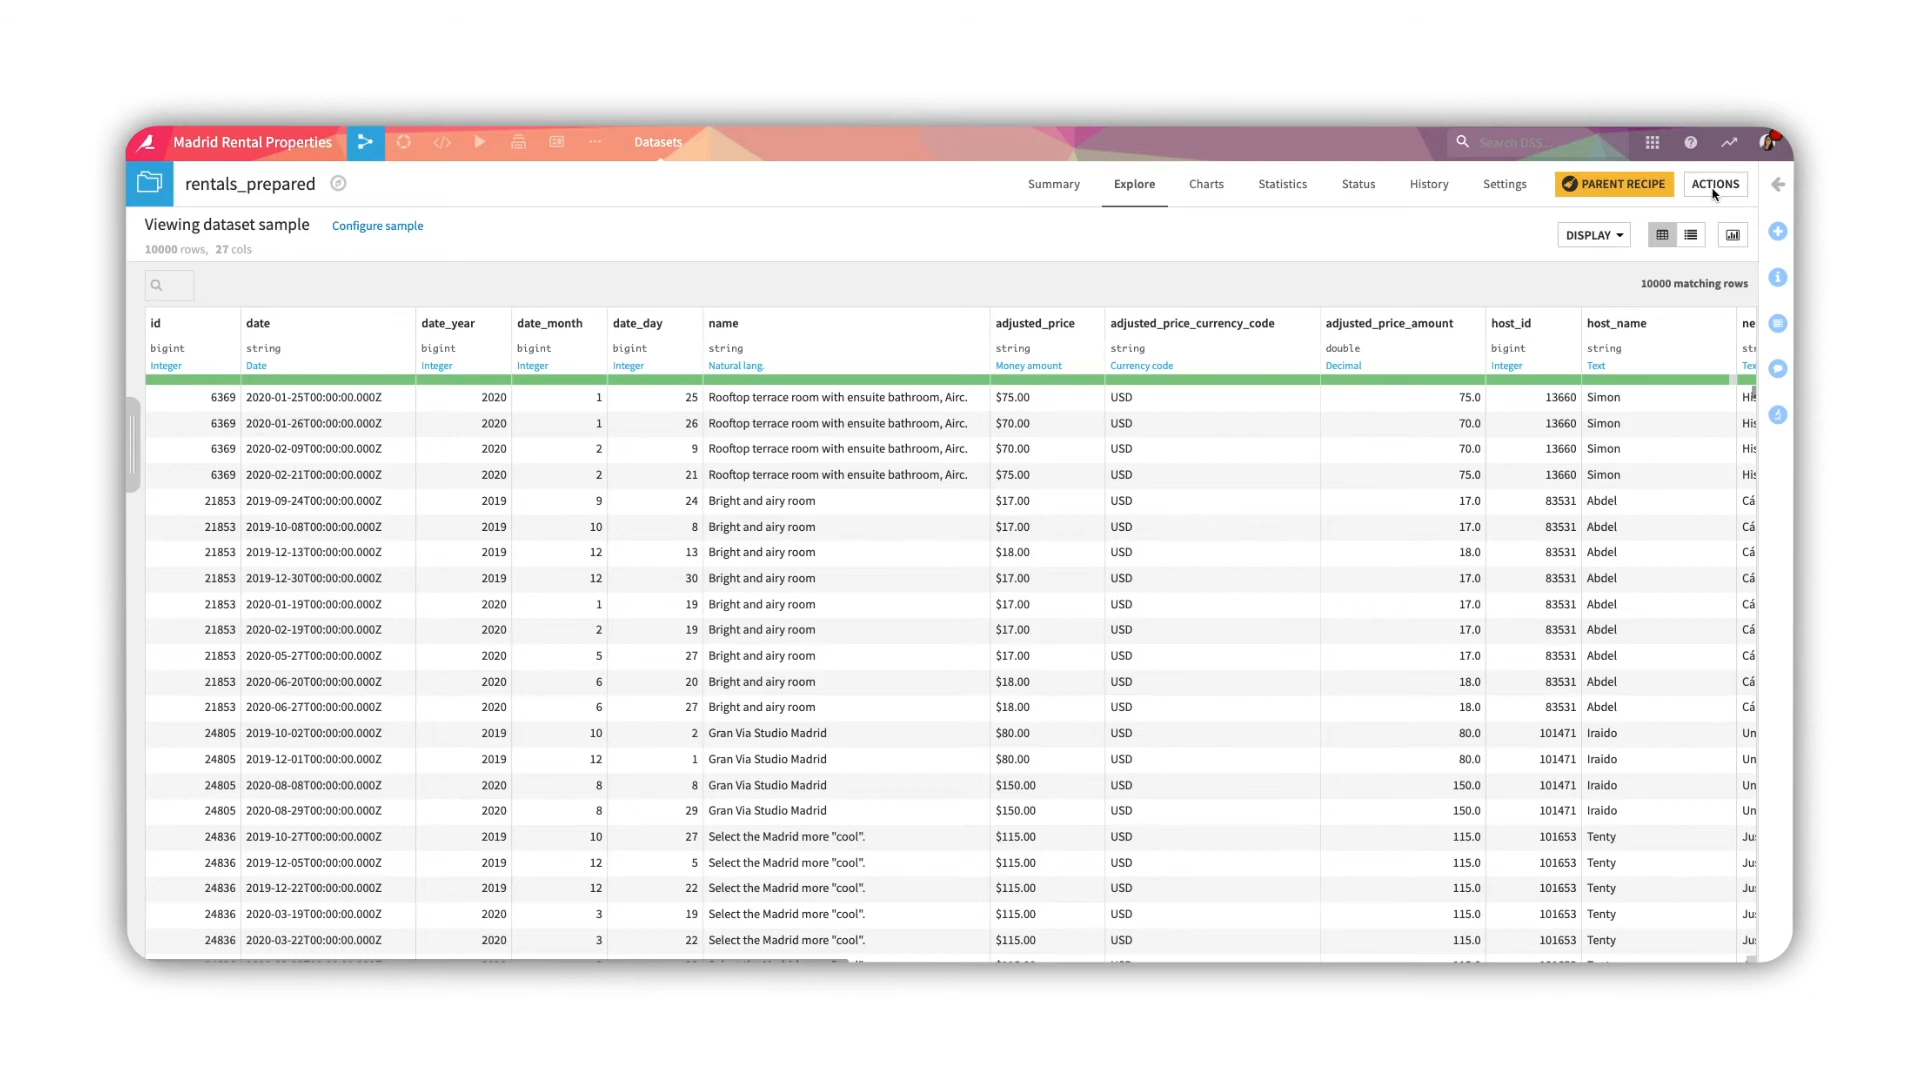 Madrid Rental Properties Datasets Search DSS...
rentals_prepared Summary Explore Charts Statistics Status History Settings PARENT RECIPE ACTIONS
Viewing dataset sample Configure sample
DISPLAY
10000 rows, 27 cols
10000 matching rows
id date date_year date_month date_day name adjusted_price adjusted_price_currency_code adjusted_price_amount host_id host_name ne
bigint string bigint bigint bigint string string string double bigint string str
Integer Date Integer Integer Integer Natural lang. Money amount Currency code Decimal Integer Text Tex
6369 2020-01-25T00:00:00.000Z 2020 1 25 Rooftop terrace room with ensuite bathroom, Airc. $75.00 USD 75.0 13660 Simon His
6369 2020-01-26T00:00:00.000Z 2020 1 26 Rooftop terrace room with ensuite bathroom, Airc. $70.00 USD 70.0 13660 Simon His
6369 2020-02-09T00:00:00.000Z 2020 2 9 Rooftop terrace room with ensuite bathroom, Airc. $70.00 USD 70.0 13660 Simon His
6369 2020-02-21T00:00:00.000Z 2020 2 21 Rooftop terrace room with ensuite bathroom, Airc. $75.00 USD 75.0 13660 Simon His
21853 2019-09-24T00:00:00.000Z 2019 9 24 Bright and airy room $17.00 USD 17.0 83531 Abdel Cá
21853 2019-10-08T00:00:00.000Z 2019 10 8 Bright and airy room $17.00 USD 17.0 83531 Abdel Cá
21853 2019-12-13T00:00:00.000Z 2019 12 13 Bright and airy room $18.00 USD 18.0 83531 Abdel Cá
21853 2019-12-30T00:00:00.000Z 2019 12 30 Bright and airy room $17.00 USD 17.0 83531 Abdel Cá
21853 2020-01-19T00:00:00.000Z 2020 1 19 Bright and airy room $17.00 USD 17.0 83531 Abdel Cá
21853 2020-02-19T00:00:00.000Z 2020 2 19 Bright and airy room $17.00 USD 17.0 83531 Abdel Cá
21853 2020-05-27T00:00:00.000Z 2020 5 27 Bright and airy room $17.00 USD 17.0 83531 Abdel Cá
21853 2020-06-20T00:00:00.000Z 2020 6 20 Bright and airy room $18.00 USD 18.0 83531 Abdel Cá
21853 2020-06-27T00:00:00.000Z 2020 6 27 Bright and airy room $18.00 USD 18.0 83531 Abdel Cá
24805 2019-10-02T00:00:00.000Z 2019 10 2 Gran Via Studio Madrid $80.00 USD 80.0 101471 Iraido Un
24805 2019-12-01T00:00:00.000Z 2019 12 1 Gran Via Studio Madrid $80.00 USD 80.0 101471 Iraido Un
24805 2020-08-08T00:00:00.000Z 2020 8 8 Gran Via Studio Madrid $150.00 USD 150.0 101471 Iraido Un
24805 2020-08-29T00:00:00.000Z 2020 8 29 Gran Via Studio Madrid $150.00 USD 150.0 101471 Iraido Un
24836 2019-10-27T00:00:00.000Z 2019 10 27 Select the Madrid more "cool". $115.00 USD 115.0 101653 Tenty Jus
24836 2019-12-05T00:00:00.000Z 2019 12 5 Select the Madrid more "cool". $115.00 USD 115.0 101653 Tenty Jus
24836 2019-12-22T00:00:00.000Z 2019 12 22 Select the Madrid more "cool". $115.00 USD 115.0 101653 Tenty Jus
24836 2020-03-19T00:00:00.000Z 2020 3 19 Select the Madrid more "cool". $115.00 USD 115.0 101653 Tenty Jus
24836 2020-03-22T00:00:00.000Z 2020 3 22 Select the Madrid more "cool". $115.00 USD 115.0 101653 Tenty Jus